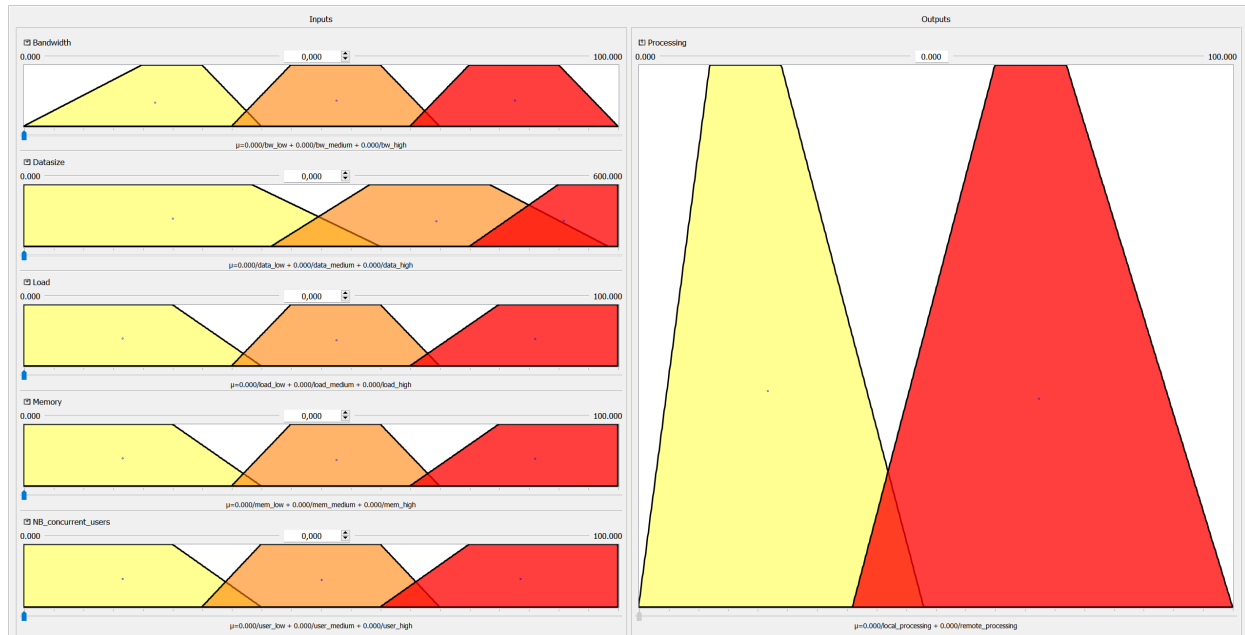 Inputs
Bandwidth
0.000 0,000 100.000
μ=0.000/bw_low + 0.000/bw_medium + 0.000/bw_high
Datasize
0.000 0,000 600.000
μ=0.000/data_low + 0.000/data_medium + 0.000/data_high
Load
0.000 0,000 100.000
μ=0.000/load_low + 0.000/load_medium + 0.000/load_high
Memory
0.000 0,000 100.000
μ=0.000/mem_low + 0.000/mem_medium + 0.000/mem_high
NB_concurrent_users
0.000 0,000 100.000
μ=0.000/user_low + 0.000/user_medium + 0.000/user_high
Outputs
Processing
0.000 0.000 100.000
μ=0.000/local_processing + 0.000/remote_processing